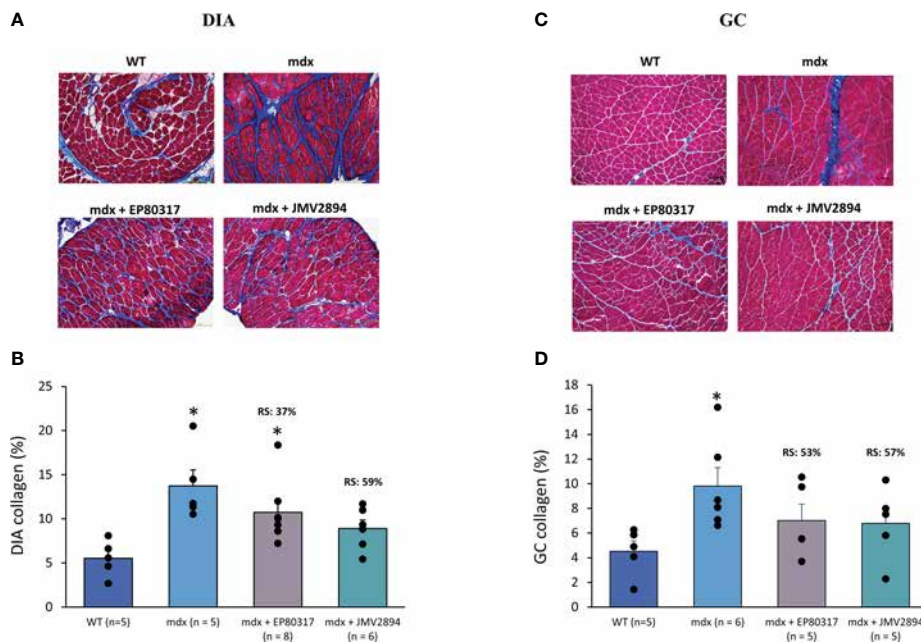 A
DIA
WT
mdx
mdx + EP80317
mdx + JMV2894
B
25
20
15
10
5
0
DIA collagen (%)
*
RS: 37%
*
RS: 59%
WT (n=5)
mdx (n = 5)
mdx + EP80317
(n = 8)
mdx + JMV2894
(n = 6)
C
GC
WT
mdx
mdx + EP80317
mdx + JMV2894
D
18
16
14
12
10
8
6
4
2
0
GC collagen (%)
*
RS: 53%
RS: 57%
WT (n=5)
mdx (n = 6)
mdx + EP80317
(n = 5)
mdx + JMV2894
(n = 5)